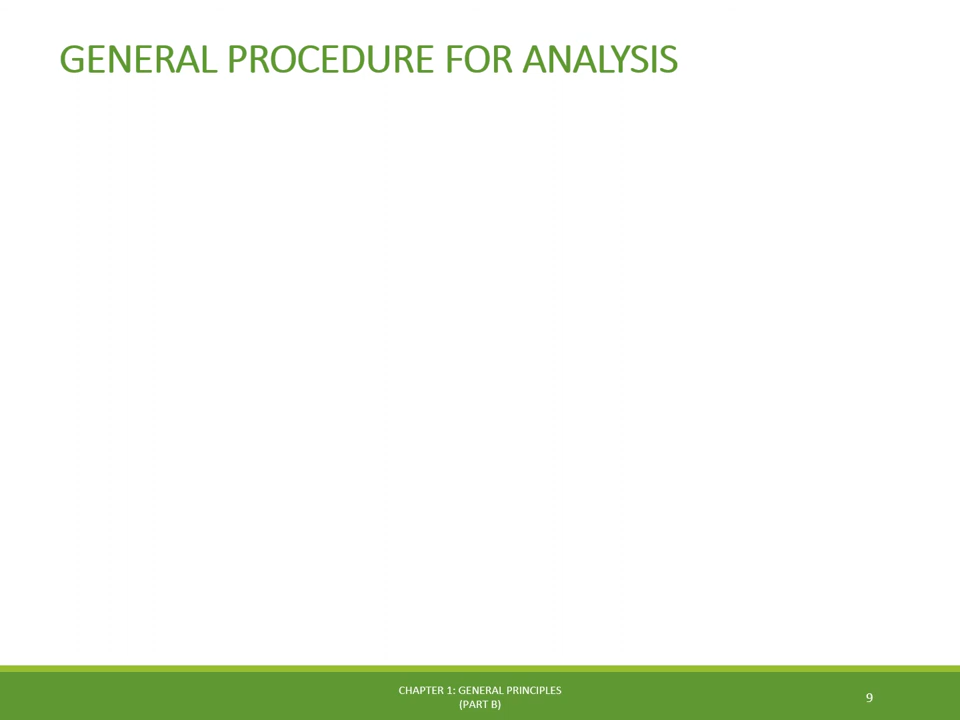 GENERAL PROCEDURE FOR ANALYSIS
CHAPTER 1: GENERAL PRINCIPLES
(PART B)
9